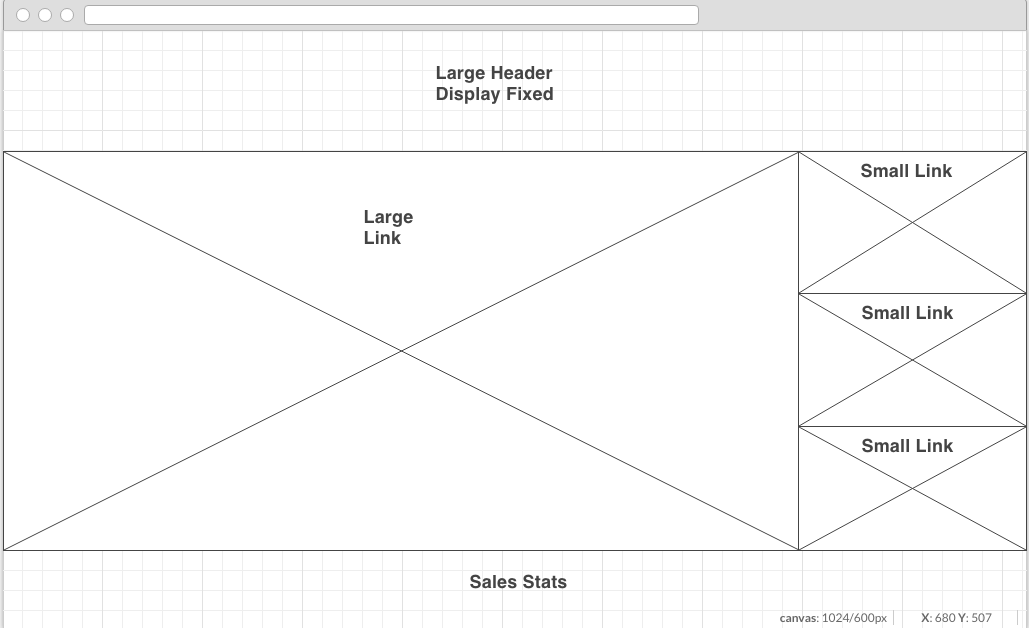 Large Header
Display Fixed
Large
Link
Small Link
Small Link
Small Link
Sales Stats
canvas: 1024/600px
X: 680 Y: 507